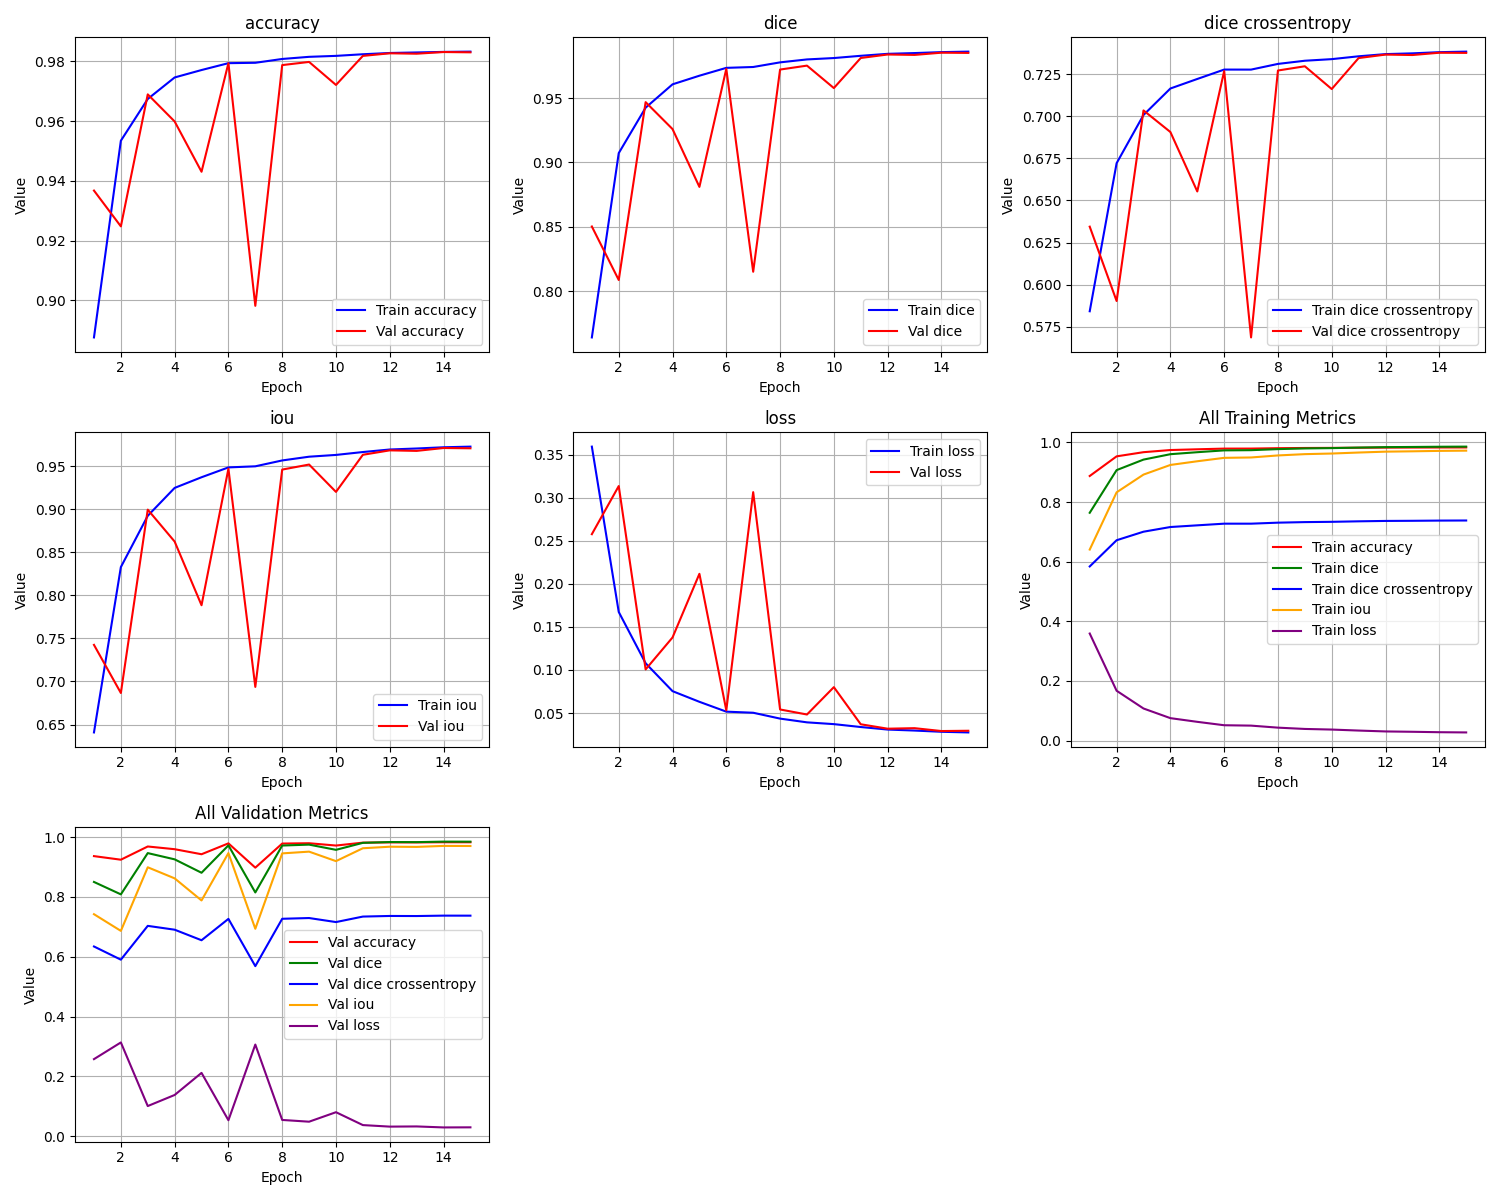 accuracy
Value
0.98
0.96
0.94
0.92
0.90
Train accuracy
Val accuracy
2 4 6 8 10 12 14
Epoch
dice
Value
0.95
0.90
0.85
0.80
Train dice
Val dice
2 4 6 8 10 12 14
Epoch
dice crossentropy
Value
0.725
0.700
0.675
0.650
0.625
0.600
0.575
Train dice crossentropy
Val dice crossentropy
2 4 6 8 10 12 14
Epoch
iou
Value
0.95
0.90
0.85
0.80
0.75
0.70
0.65
Train iou
Val iou
2 4 6 8 10 12 14
Epoch
loss
Value
0.35
0.30
0.25
0.20
0.15
0.10
0.05
Train loss
Val loss
2 4 6 8 10 12 14
Epoch
All Training Metrics
Value
1.0
0.8
0.6
0.4
0.2
0.0
Train accuracy
Train dice
Train dice crossentropy
Train iou
Train loss
2 4 6 8 10 12 14
Epoch
All Validation Metrics
Value
1.0
0.8
0.6
0.4
0.2
0.0
Val accuracy
Val dice
Val dice crossentropy
Val iou
Val loss
2 4 6 8 10 12 14
Epoch